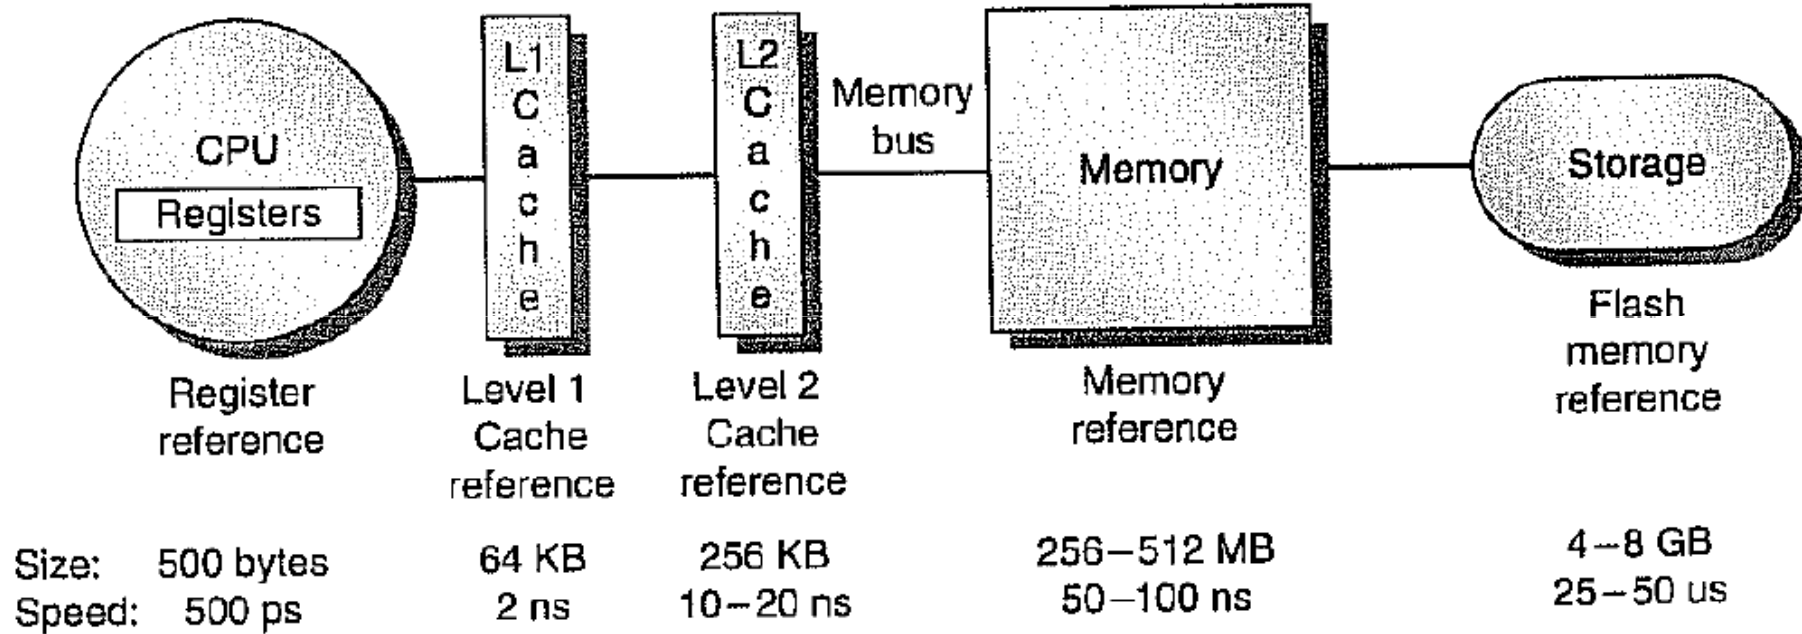 CPU
Registers
L1
C
a
c
h
e
L2
C
a
c
h
e
Memory
bus
Memory
Storage
Register
reference
Level 1
Cache
reference
Level 2
Cache
reference
Memory
reference
Flash
memory
reference
Size: 500 bytes 64 KB 256 KB 256–512 MB 4–8 GB
Speed: 500 ps 2 ns 10–20 ns 50–100 ns 25–50 us